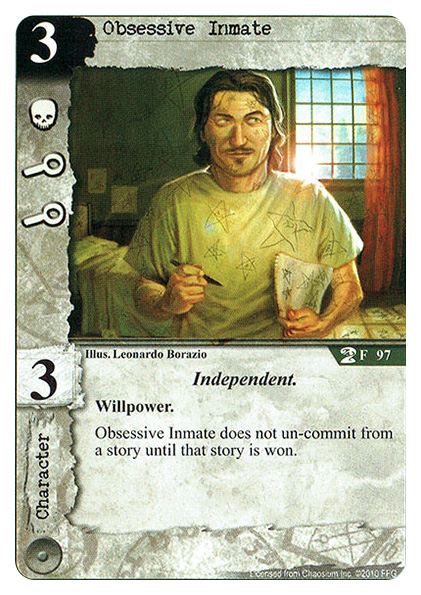 3
Obsessive Inmate
Illus. Leonardo Borazio
F 97
3
Independent.
Willpower.
Obsessive Inmate does not un-commit from
a story until that story is won.
Character
Licensed from Chaosium Inc. ©2010 FFG